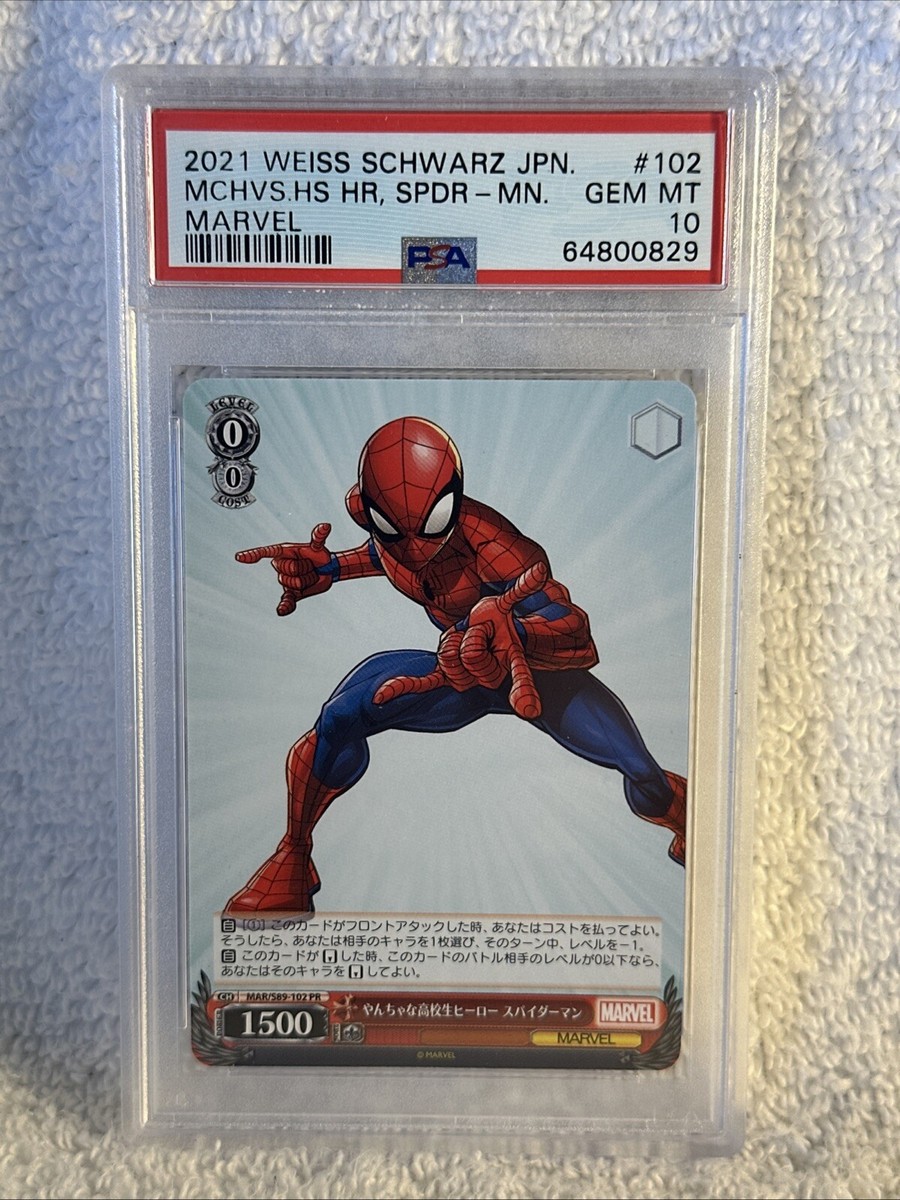 2021 WEISS SCHWARZ JPN. #102
MCHVS.HS HR, SPDR-MN. GEM MT
MARVEL 10
PSA 64800829
LEVEL
0
0
COST
自 [①] このカードがフロントアタックした時、あなたはコストを払ってよい。
そうしたら、あなたは相手のキャラを1枚選び、そのターン中、レベルを-1。
自 このカードが した時、このカードのバトル相手のレベルが0以下なら、
あなたはそのキャラを してよい。
CH MAR/S89-102 PR やんちゃな高校生ヒーロー スパイダーマン MARVEL
POWER 1500
MARVEL
© MARVEL